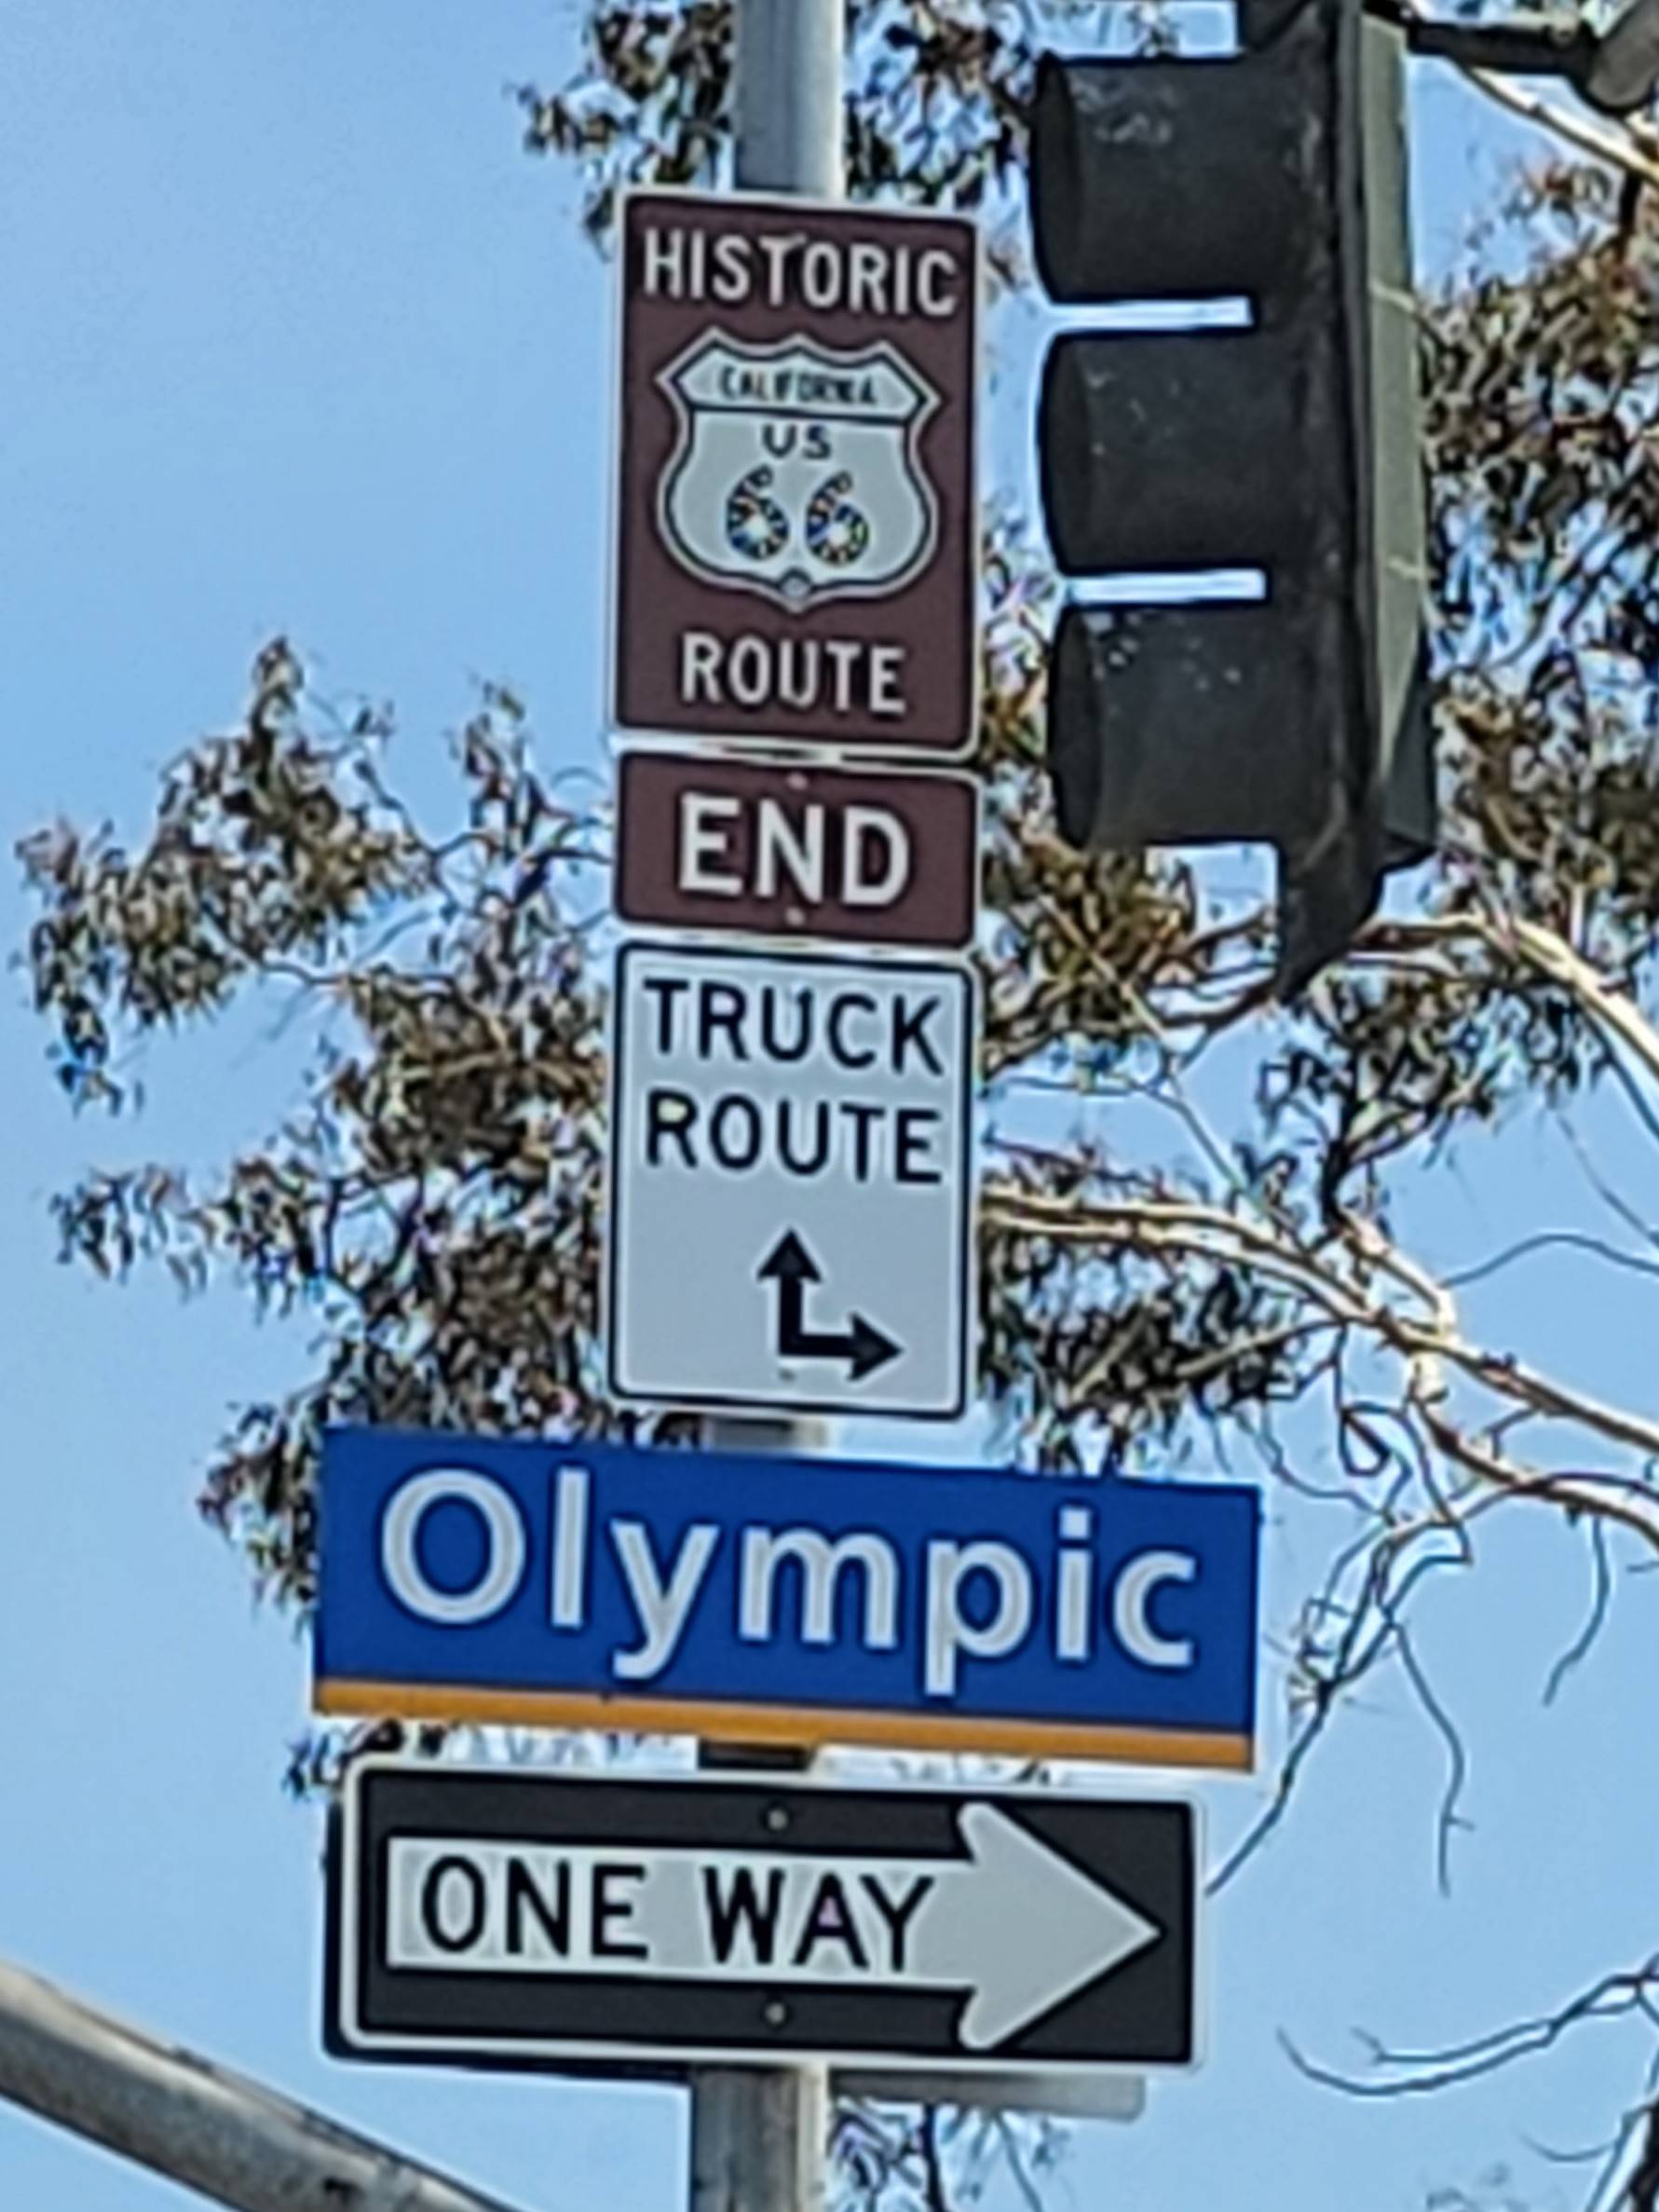 HISTORIC
CALIFORNIA
US
66
ROUTE
END
TRUCK
ROUTE
Olympic
ONE WAY